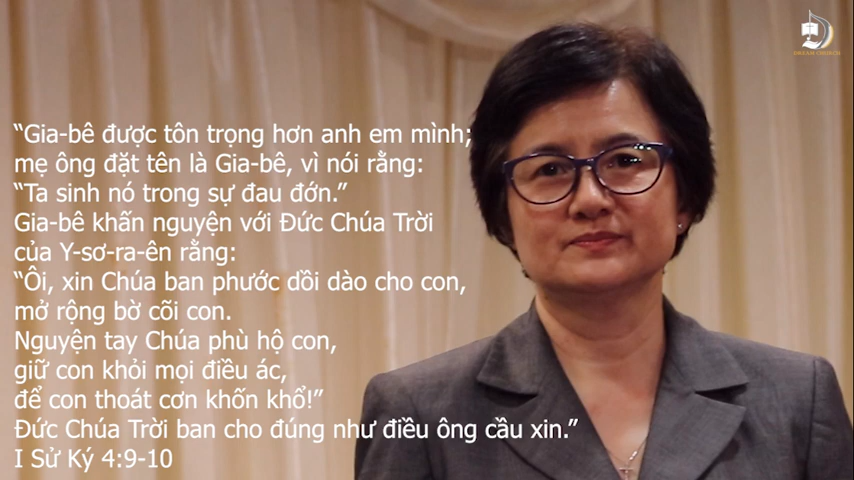 “Gia-bê được tôn trọng hơn anh em mình;
mẹ ông đặt tên là Gia-bê, vì nói rằng:
“Ta sinh nó trong sự đau đớn.”
Gia-bê khấn nguyện với Đức Chúa Trời
của Y-sơ-ra-ên rằng:
“Ôi, xin Chúa ban phước dồi dào cho con,
mở rộng bờ cõi con.
Nguyện tay Chúa phù hộ con,
giữ con khỏi mọi điều ác,
để con thoát cơn khốn khổ!”
Đức Chúa Trời ban cho đúng như điều ông cầu xin.”
I Sử Ký 4:9-10
DREAM CHURCH